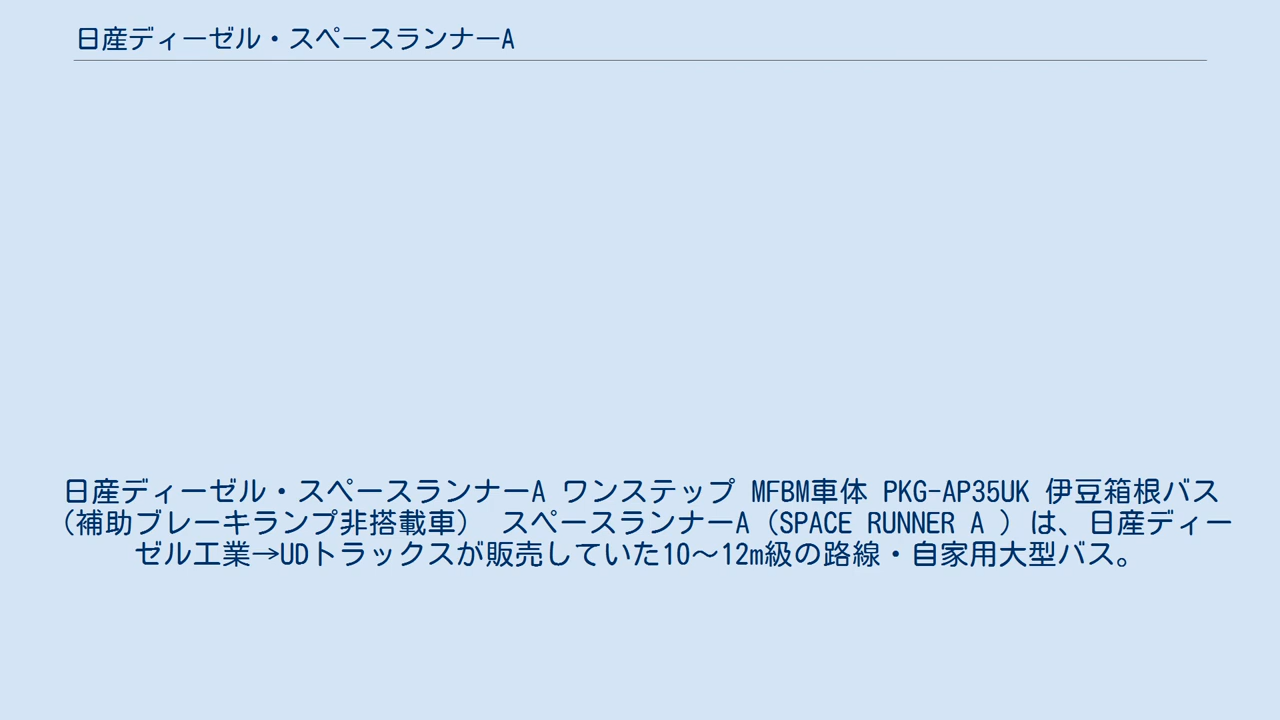 日産ディーゼル・スペースランナーA
日産ディーゼル・スペースランナーA ワンステップ MFBM車体 PKG-AP35UK 伊豆箱根バス
（補助ブレーキランプ非搭載車） スペースランナーA（SPACE RUNNER A ）は、日産ディー
ゼル工業→UDトラックスが販売していた10～12m級の路線・自家用大型バス。